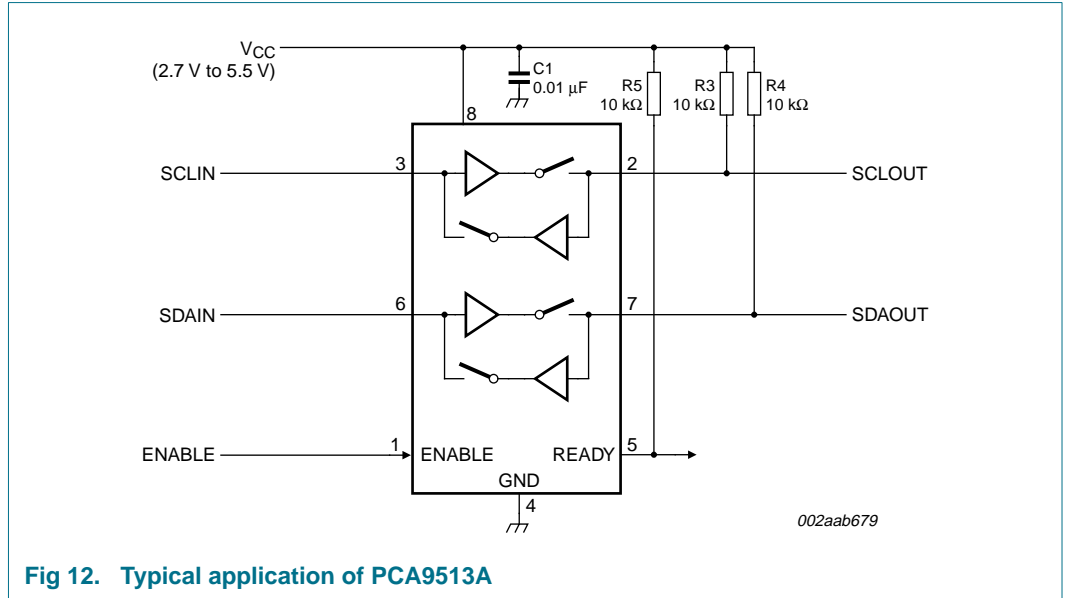 VCC
(2.7 V to 5.5 V)
C1
0.01 μF
R5
10 kΩ
R3
10 kΩ
R4
10 kΩ
8
SCLIN
3
2
SCLOUT
SDAIN
6
7
SDAOUT
ENABLE
1
ENABLE
READY
5
GND
4
002aab679
Fig 12. Typical application of PCA9513A